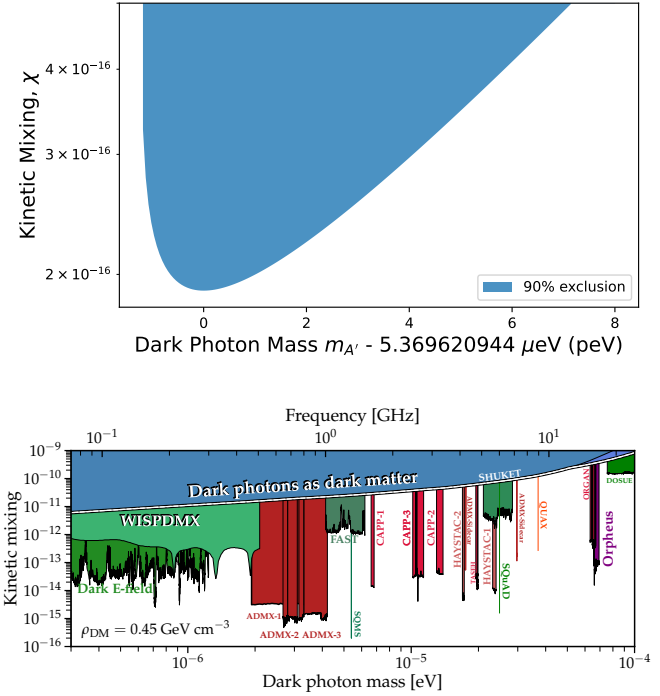 4 × 10⁻¹⁶
3 × 10⁻¹⁶
2 × 10⁻¹⁶
Kinetic Mixing, χ
90% exclusion
0 2 4 6 8
Dark Photon Mass m_A′ - 5.369620944 μeV (peV)
Frequency [GHz]
10⁻¹ 10⁰ 10¹
10⁻⁹
10⁻¹⁰
10⁻¹¹
10⁻¹²
10⁻¹³
10⁻¹⁴
10⁻¹⁵
10⁻¹⁶
Kinetic mixing
Dark photons as dark matter
WISPDMX
Dark E-field
ADMX-1
ADMX-2
ADMX-3
FAST
SQMS
CAPP-1
CAPP-3
CAPP-2
HAYSTAC-2
ADMX-Sidecar
TASEH
HAYSTAC-1
SHUKET
SQuAD
ADMX-Sidecar
QUAX
ORGAN
Orpheus
DOSUE
ρ_DM = 0.45 GeV cm⁻³
10⁻⁶ 10⁻⁵ 10⁻⁴
Dark photon mass [eV]